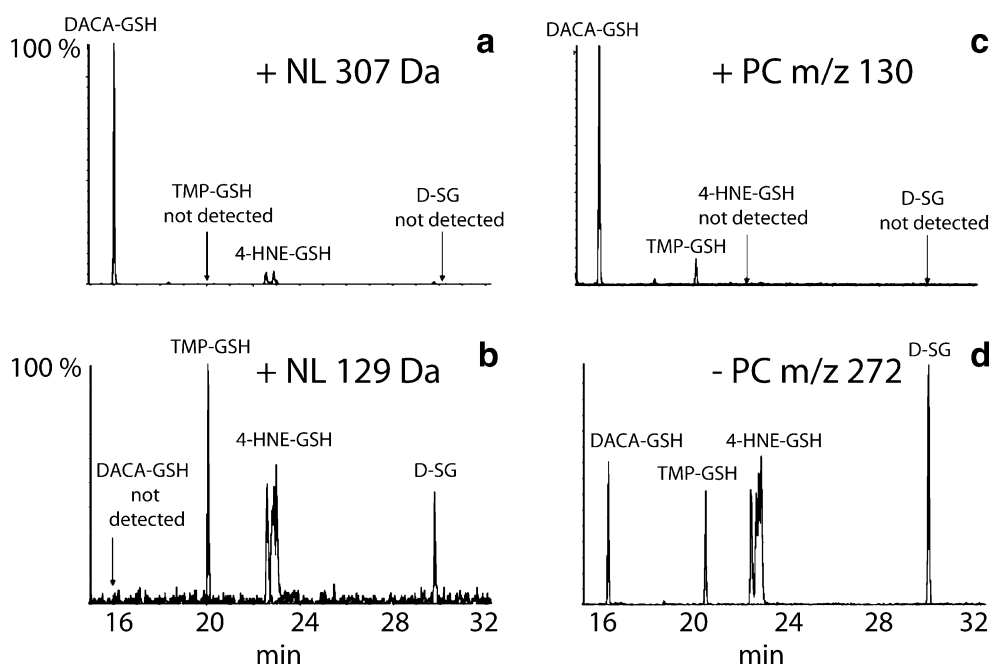 DACA-GSH
100 %
a
+ NL 307 Da
TMP-GSH
not detected
4-HNE-GSH
D-SG
not detected
DACA-GSH
c
+ PC m/z 130
4-HNE-GSH
not detected
TMP-GSH
D-SG
not detected
TMP-GSH
100 %
b
+ NL 129 Da
4-HNE-GSH
DACA-GSH
not
detected
D-SG
16 20 24 28 32
min
D-SG
d
- PC m/z 272
DACA-GSH
4-HNE-GSH
TMP-GSH
16 20 24 28 32
min